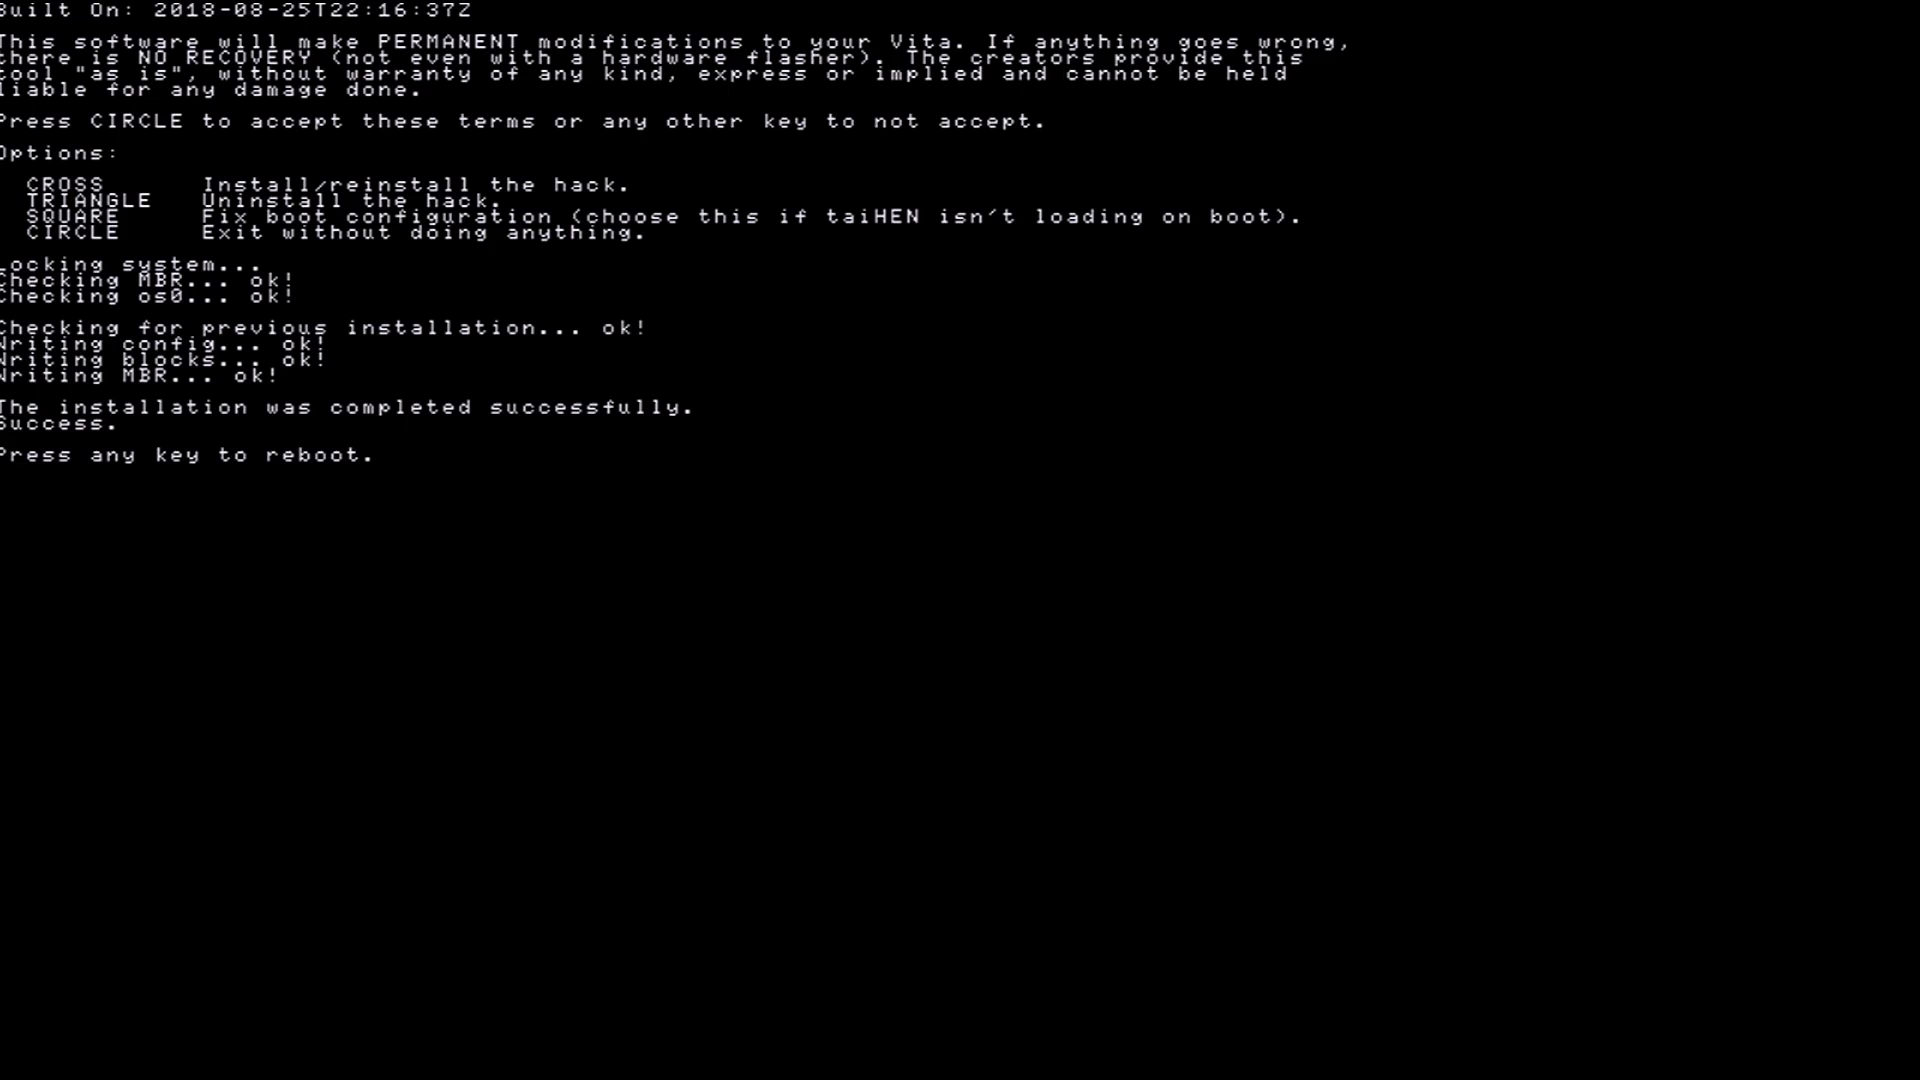 Built On: 2018-08-25T22:16:37Z
This software will make PERMANENT modifications to your Vita. If anything goes wrong,
there is NO RECOVERY (not even with a hardware flasher). The creators provide this
tool "as is", without warranty of any kind, express or implied and cannot be held
liable for any damage done.
Press CIRCLE to accept these terms or any other key to not accept.
Options:
CROSS Install/reinstall the hack.
TRIANGLE Uninstall the hack.
SQUARE Fix boot configuration (choose this if taiHEN isn't loading on boot).
CIRCLE Exit without doing anything.
Locking system...
Checking MBR... ok!
Checking os0... ok!
Checking for previous installation... ok!
Writing config... ok!
Writing blocks... ok!
Writing MBR... ok!
The installation was completed successfully.
Success.
Press any key to reboot.